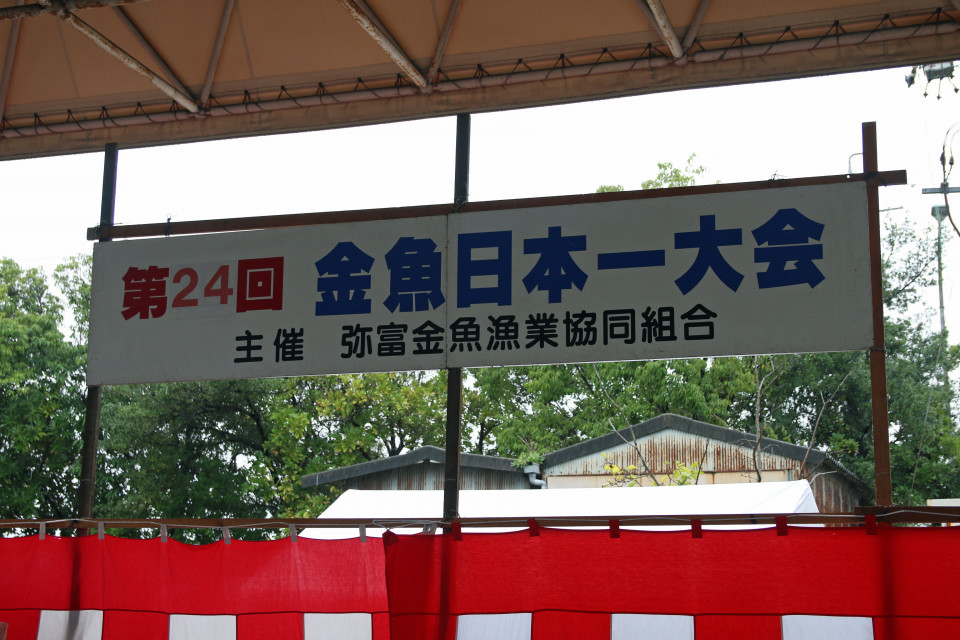 第24回 金魚日本一大会
主催 弥富金魚漁業協同組合